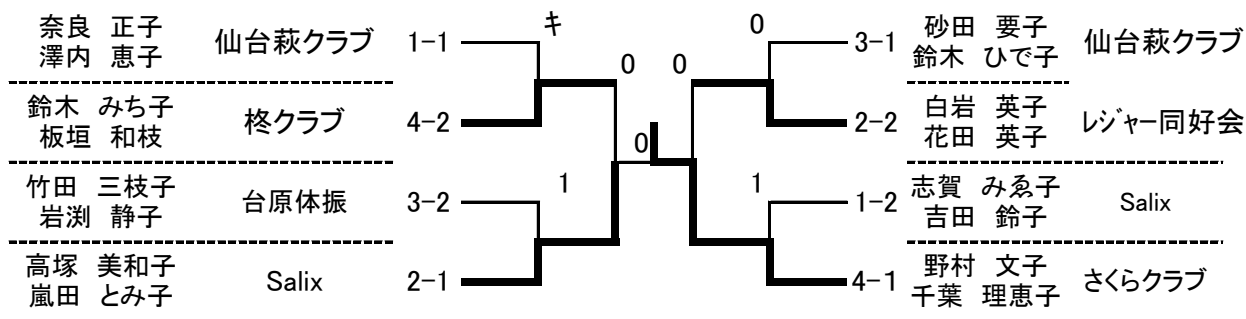 奈良 正子
澤内 恵子
仙台萩クラブ
1-1
キ
鈴木 みち子
板垣 和枝
柊クラブ
4-2
0
竹田 三枝子
岩渕 静子
台原体振
3-2
1
高塚 美和子
嵐田 とみ子
Salix
2-1
0
0
0
3-1
砂田 要子
鈴木 ひで子
仙台萩クラブ
2-2
白岩 英子
花田 英子
レジャー同好会
1
1-2
志賀 みゑ子
吉田 鈴子
Salix
4-1
野村 文子
千葉 理恵子
さくらクラブ